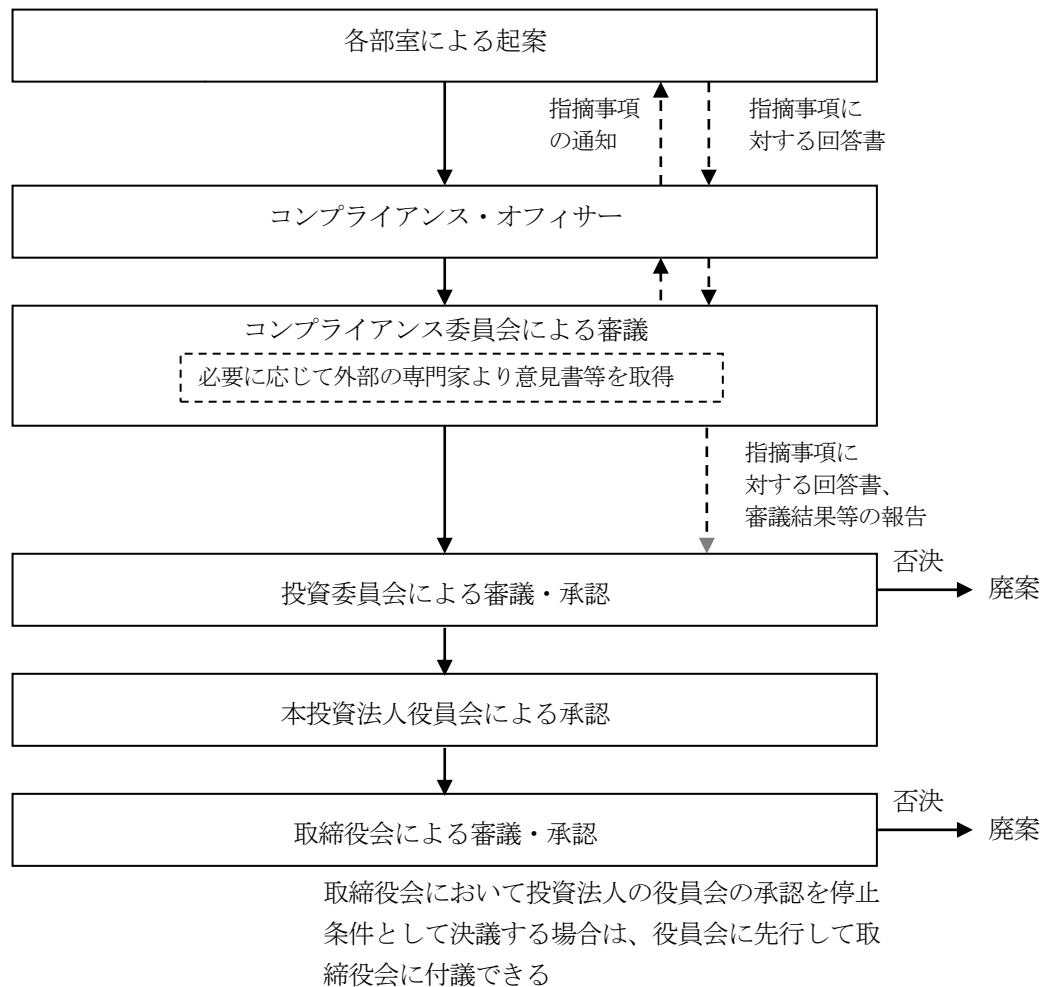 各部室による起案
指摘事項
の通知
指摘事項に
対する回答書
コンプライアンス・オフィサー
コンプライアンス委員会による審議
必要に応じて外部の専門家より意見書等を取得
指摘事項に
対する回答書、
審議結果等の報告
否決
投資委員会による審議・承認
廃案
本投資法人役員会による承認
否決
取締役会による審議・承認
廃案
取締役会において投資法人の役員会の承認を停止
条件として決議する場合は、役員会に先行して取
締役会に付議できる